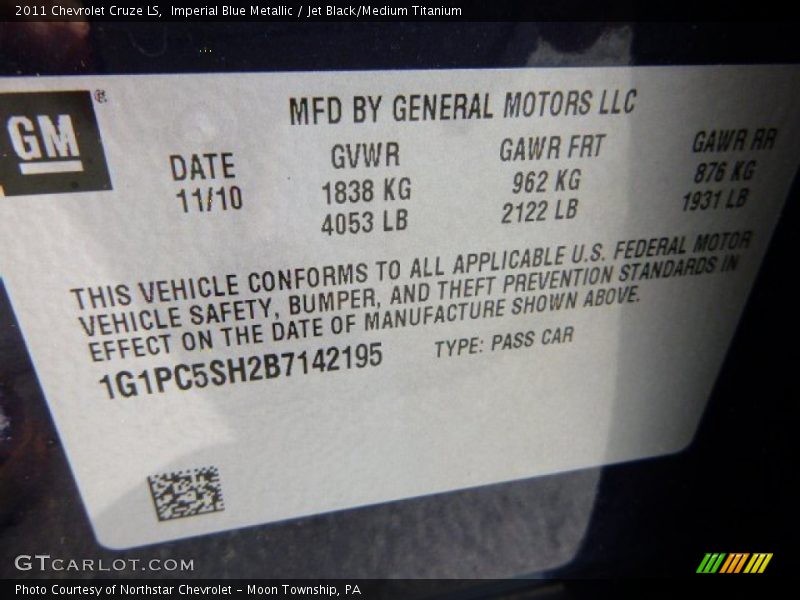 2011 Chevrolet Cruze LS, Imperial Blue Metallic / Jet Black/Medium Titanium
GM ®
MFD BY GENERAL MOTORS LLC
DATE GVWR GAWR FRT GAWR RR
11/10 1838 KG 962 KG 876 KG
4053 LB 2122 LB 1931 LB
THIS VEHICLE CONFORMS TO ALL APPLICABLE U.S. FEDERAL MOTOR
VEHICLE SAFETY, BUMPER, AND THEFT PREVENTION STANDARDS IN
EFFECT ON THE DATE OF MANUFACTURE SHOWN ABOVE.
1G1PC5SH2B7142195 TYPE: PASS CAR
GTCARLOT.COM
Photo Courtesy of Northstar Chevrolet - Moon Township, PA